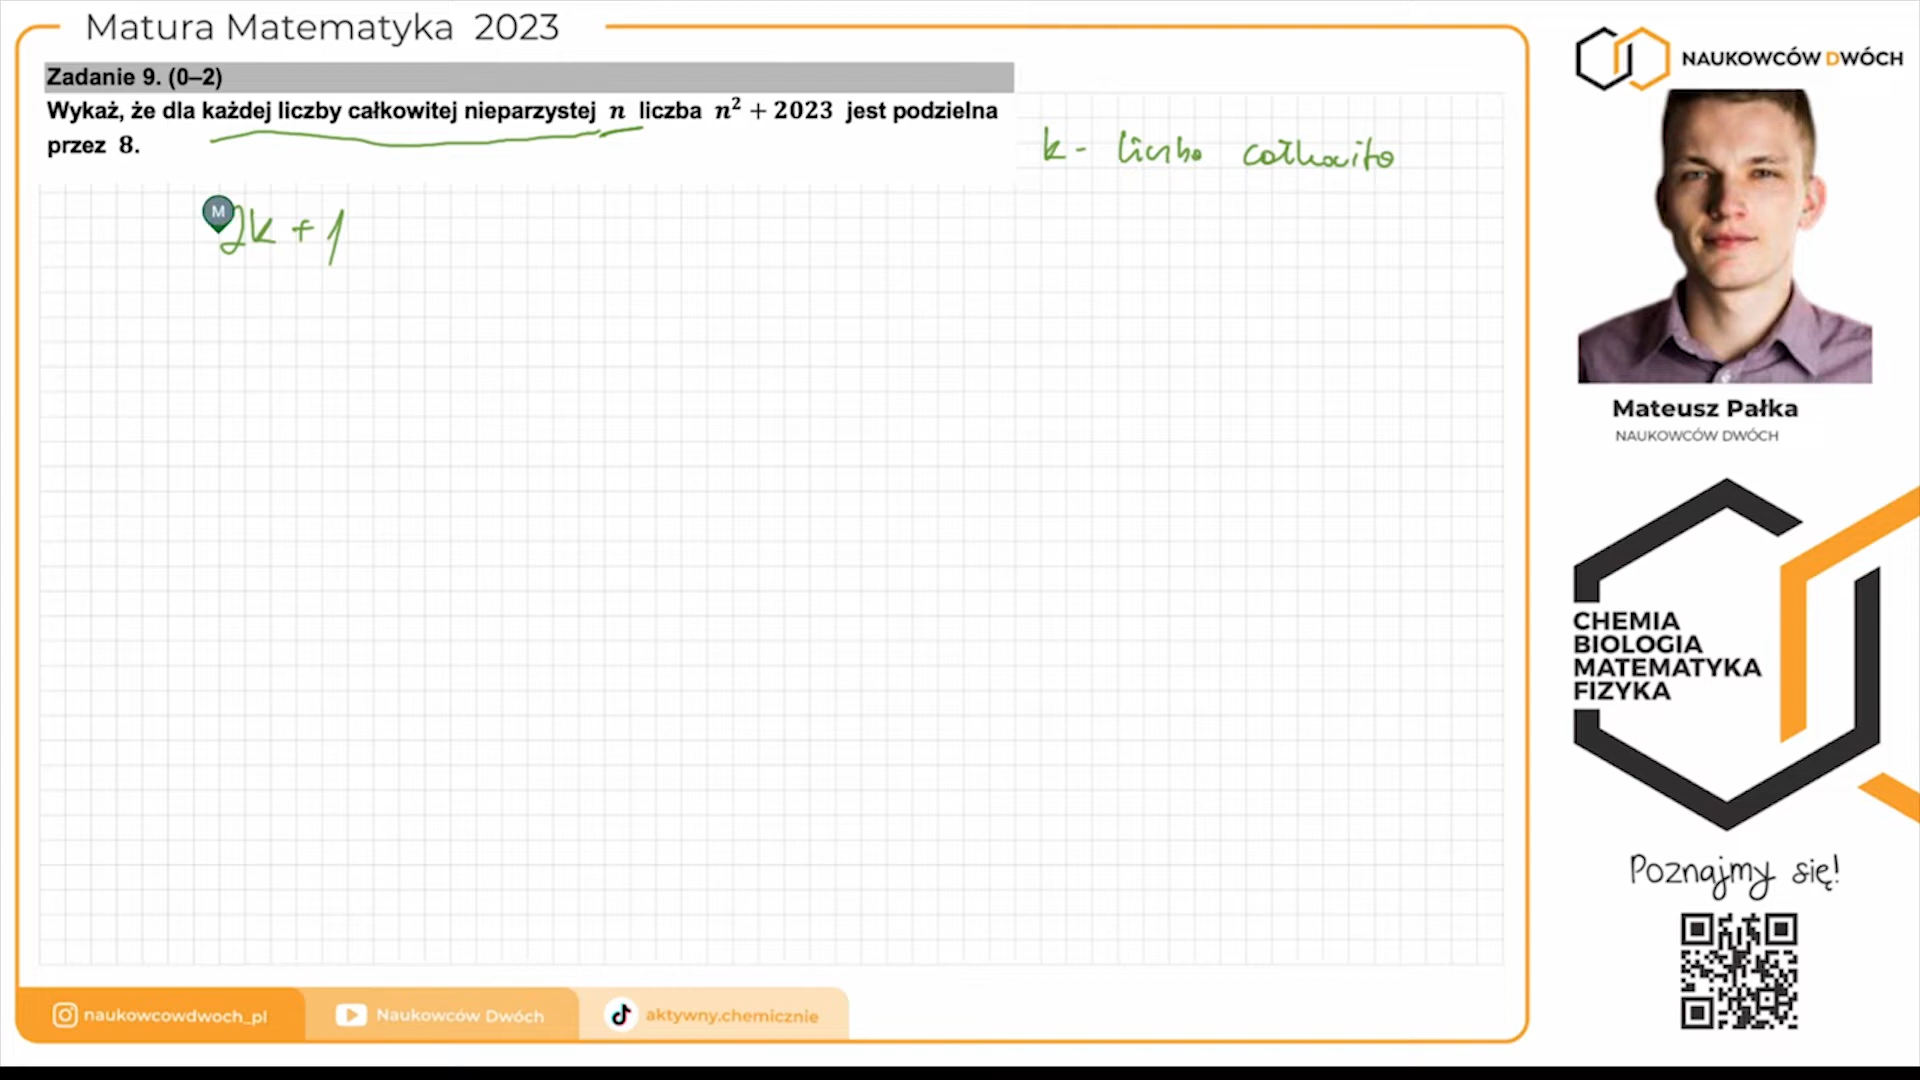 Matura Matematyka 2023
Zadanie 9. (0–2)
Wykaż, że dla każdej liczby całkowitej nieparzystej n liczba n² + 2023 jest podzielna
przez 8.
k - liczba całkowita
M
2k + 1
NAUKOWCÓW DWÓCH
Mateusz Pałka
NAUKOWCÓW DWÓCH
CHEMIA
BIOLOGIA
MATEMATYKA
FIZYKA
Poznajmy się!
naukowcowdwoch_pl
Naukowców Dwóch
aktywny.chemicznie